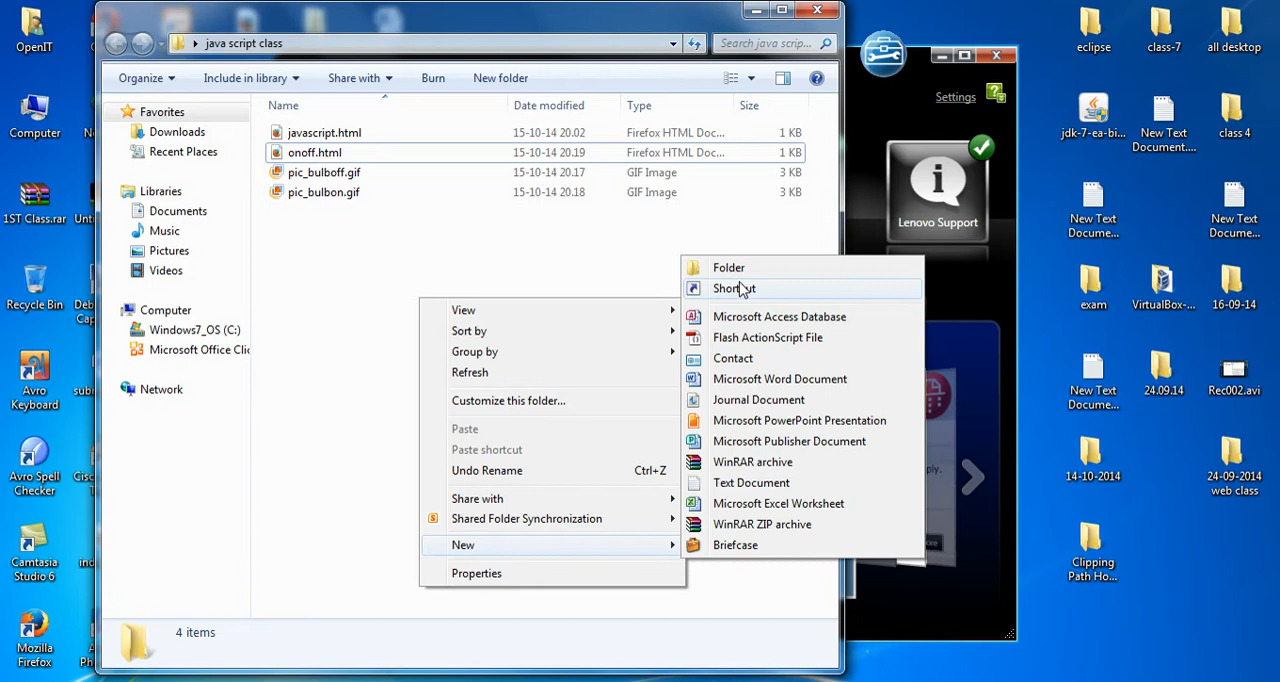 OpenIT
Computer
1ST Class.rar
Recycle Bin
Avro
Keyboard
Avro Spell
Checker
Camtasia
Studio 6
Mozilla
Firefox
java script class
Search java scrip...
Organize
Include in library
Share with
Burn
New folder
Favorites
Downloads
Recent Places
Libraries
Documents
Music
Pictures
Videos
Computer
Windows7_OS (C:)
Microsoft Office Clic
Network
Name
Date modified
Type
Size
javascript.html
15-10-14 20.02
Firefox HTML Doc...
1 KB
onoff.html
15-10-14 20.19
Firefox HTML Doc...
1 KB
pic_bulboff.gif
15-10-14 20.17
GIF Image
3 KB
pic_bulbon.gif
15-10-14 20.18
GIF Image
3 KB
View
Sort by
Group by
Refresh
Customize this folder...
Paste
Paste shortcut
Undo Rename
Ctrl+Z
Share with
Shared Folder Synchronization
New
Properties
Folder
Shortcut
Microsoft Access Database
Flash ActionScript File
Contact
Microsoft Word Document
Journal Document
Microsoft PowerPoint Presentation
Microsoft Publisher Document
WinRAR archive
Text Document
Microsoft Excel Worksheet
WinRAR ZIP archive
Briefcase
4 items
Settings
Lenovo Support
eclipse
class-7
all desktop
jdk-7-ea-bi...
New Text
Document....
class 4
New Text
Docume...
New Text
Docume...
exam
VirtualBox-...
16-09-14
New Text
Docume...
24.09.14
Rec002.avi
14-10-2014
24-09-2014
web class
Clipping
Path Ho...